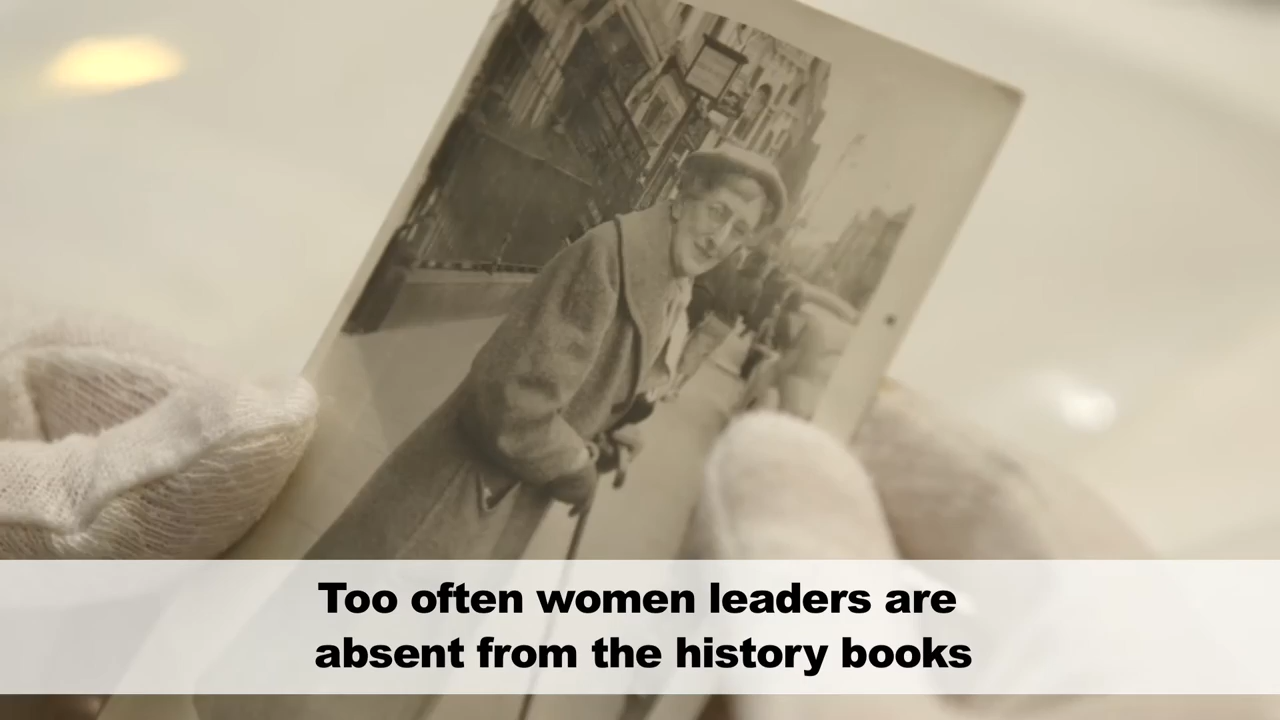 Too often women leaders are
absent from the history books